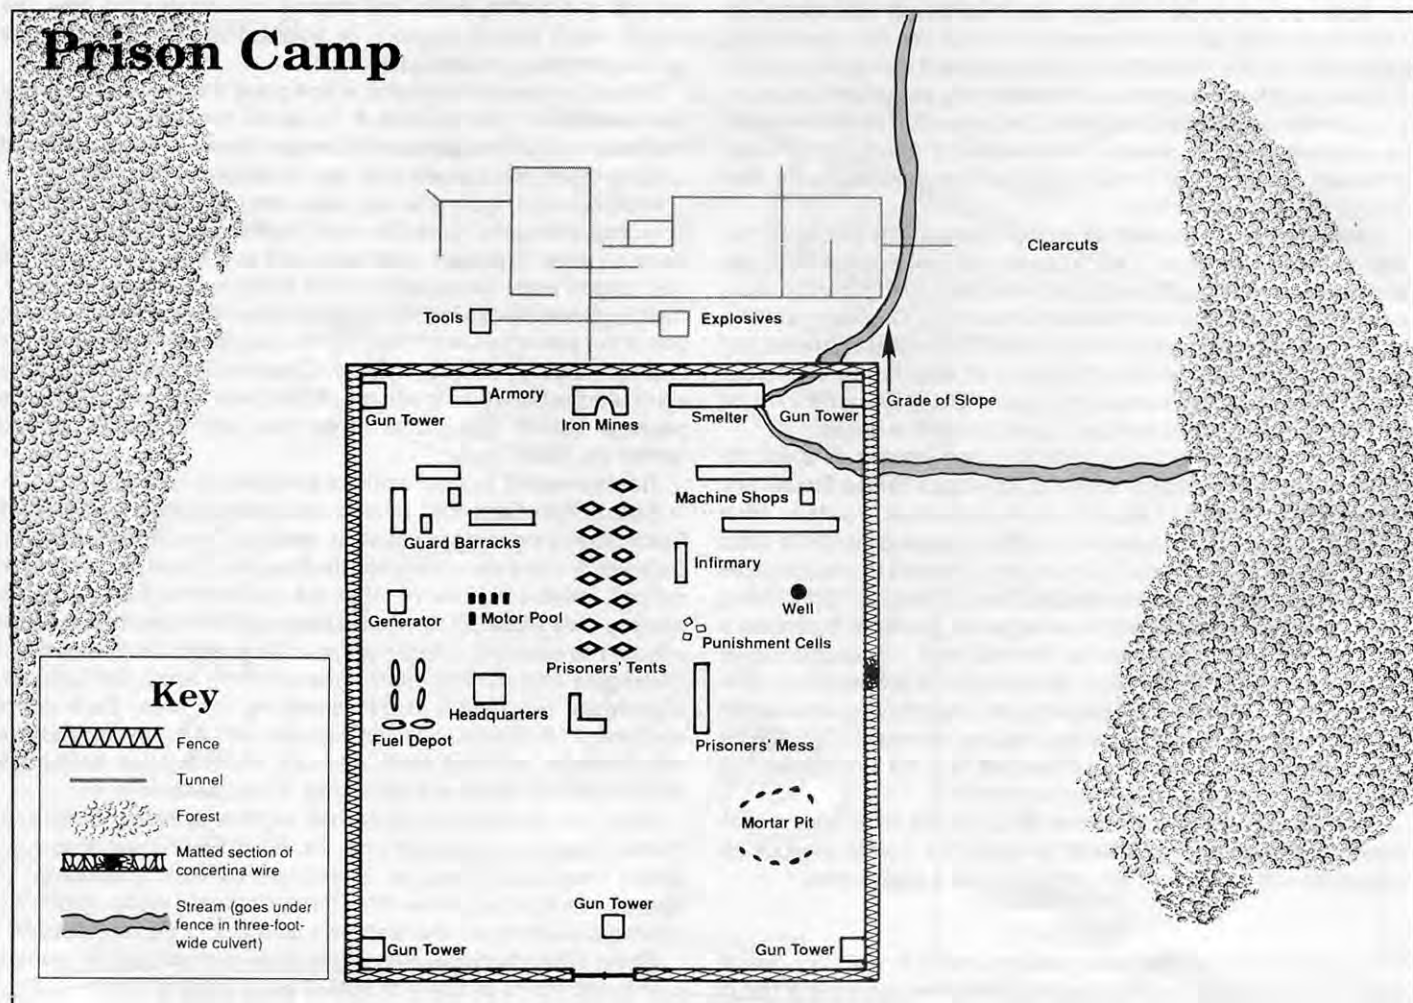 Prison Camp
Clearcuts
Tools
Explosives
Gun Tower
Armory
Iron Mines
Smelter
Gun Tower
Grade of Slope
Machine Shops
Guard Barracks
Infirmary
Well
Generator
Motor Pool
Punishment Cells
Prisoners' Tents
Headquarters
Fuel Depot
Prisoners' Mess
Mortar Pit
Gun Tower
Gun Tower
Gun Tower
Key
Fence
Tunnel
Forest
Matted section of
concertina wire
Stream (goes under
fence in three-foot-
wide culvert)